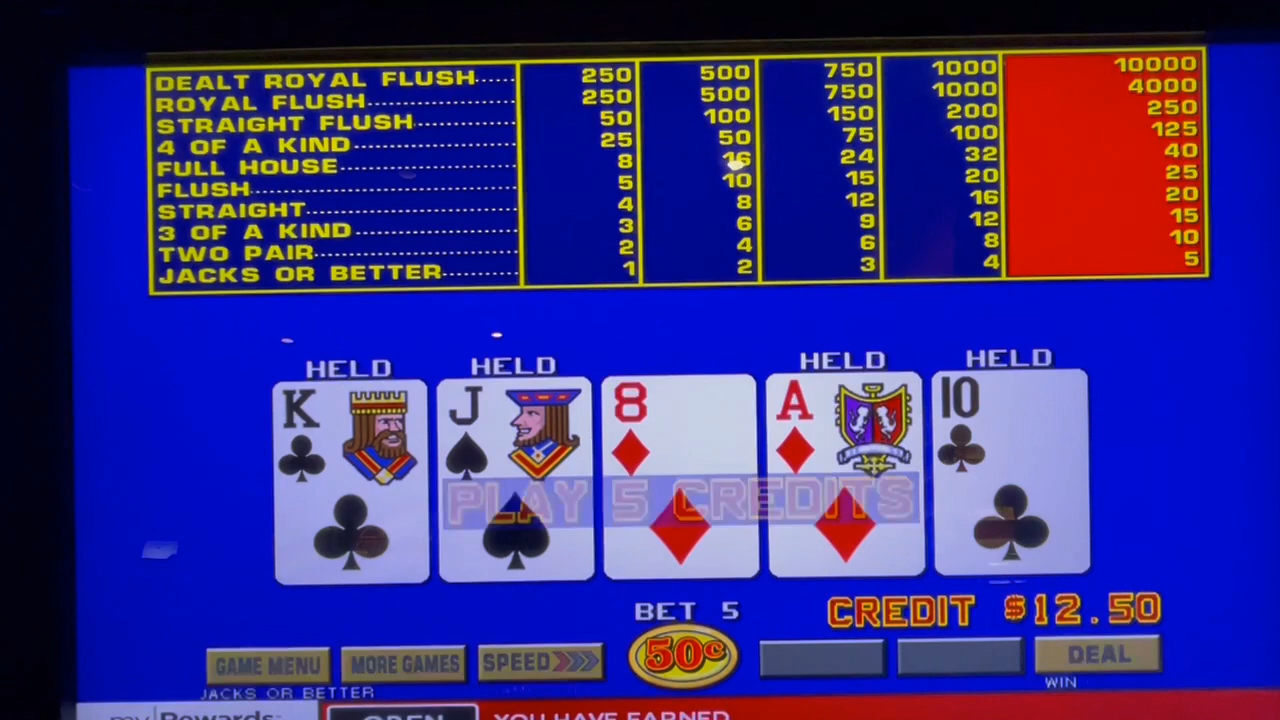 DEALT ROYAL FLUSH..... 250 500 750 1000 10000
ROYAL FLUSH 250 500 750 1000 4000
STRAIGHT FLUSH 50 100 150 200 250
4 OF A KIND 25 50 75 100 125
FULL HOUSE 8 16 24 32 40
FLUSH 5 10 15 20 25
STRAIGHT 4 8 12 16 20
3 OF A KIND 3 6 9 12 15
TWO PAIR 2 4 6 8 10
JACKS OR BETTER 1 2 3 4 5
HELD HELD HELD HELD
K J 8 A 10
PLAY 5 CREDITS
BET 5 CREDIT $12.50
GAME MENU MORE GAMES SPEED 50¢ DEAL
JACKS OR BETTER WIN
my Rewards OPEN YOU HAVE EARNED